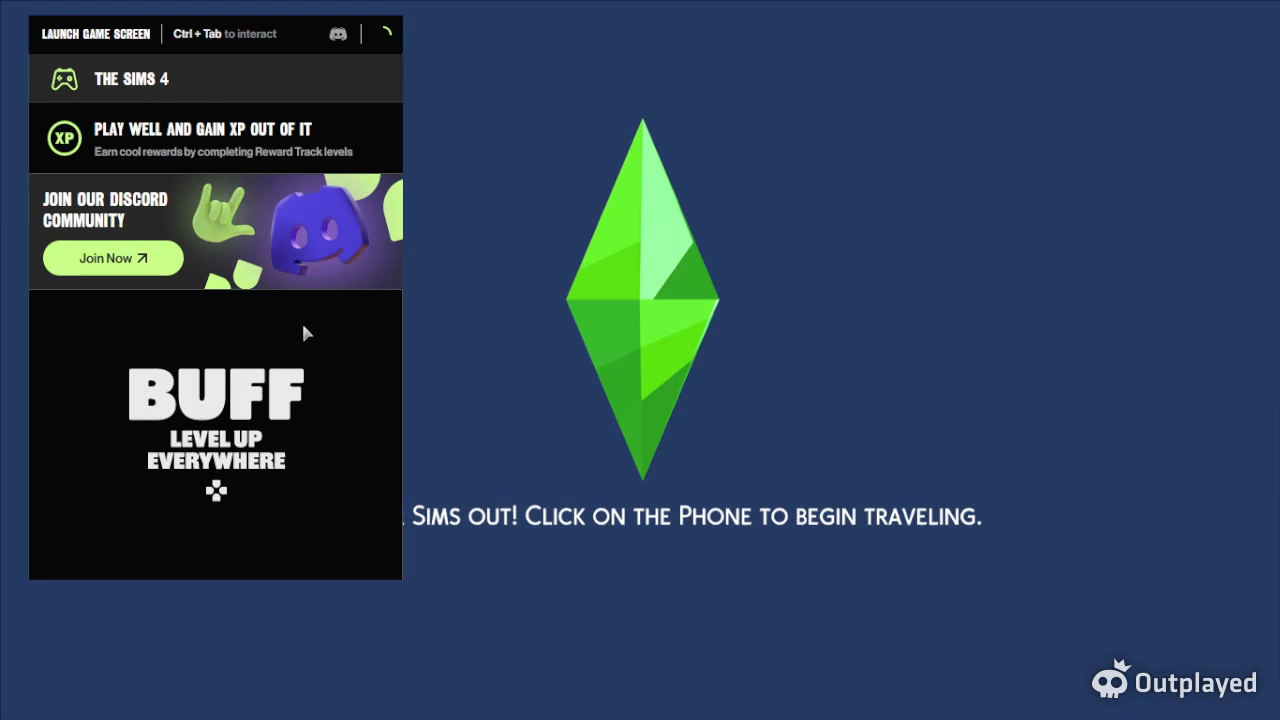 LAUNCH GAME SCREEN
Ctrl + Tab to interact
THE SIMS 4
XP
PLAY WELL AND GAIN XP OUT OF IT
Earn cool rewards by completing Reward Track levels
JOIN OUR DISCORD
COMMUNITY
Join Now
BUFF
LEVEL UP
EVERYWHERE
SIMS OUT! CLICK ON THE PHONE TO BEGIN TRAVELING.
Outplayed